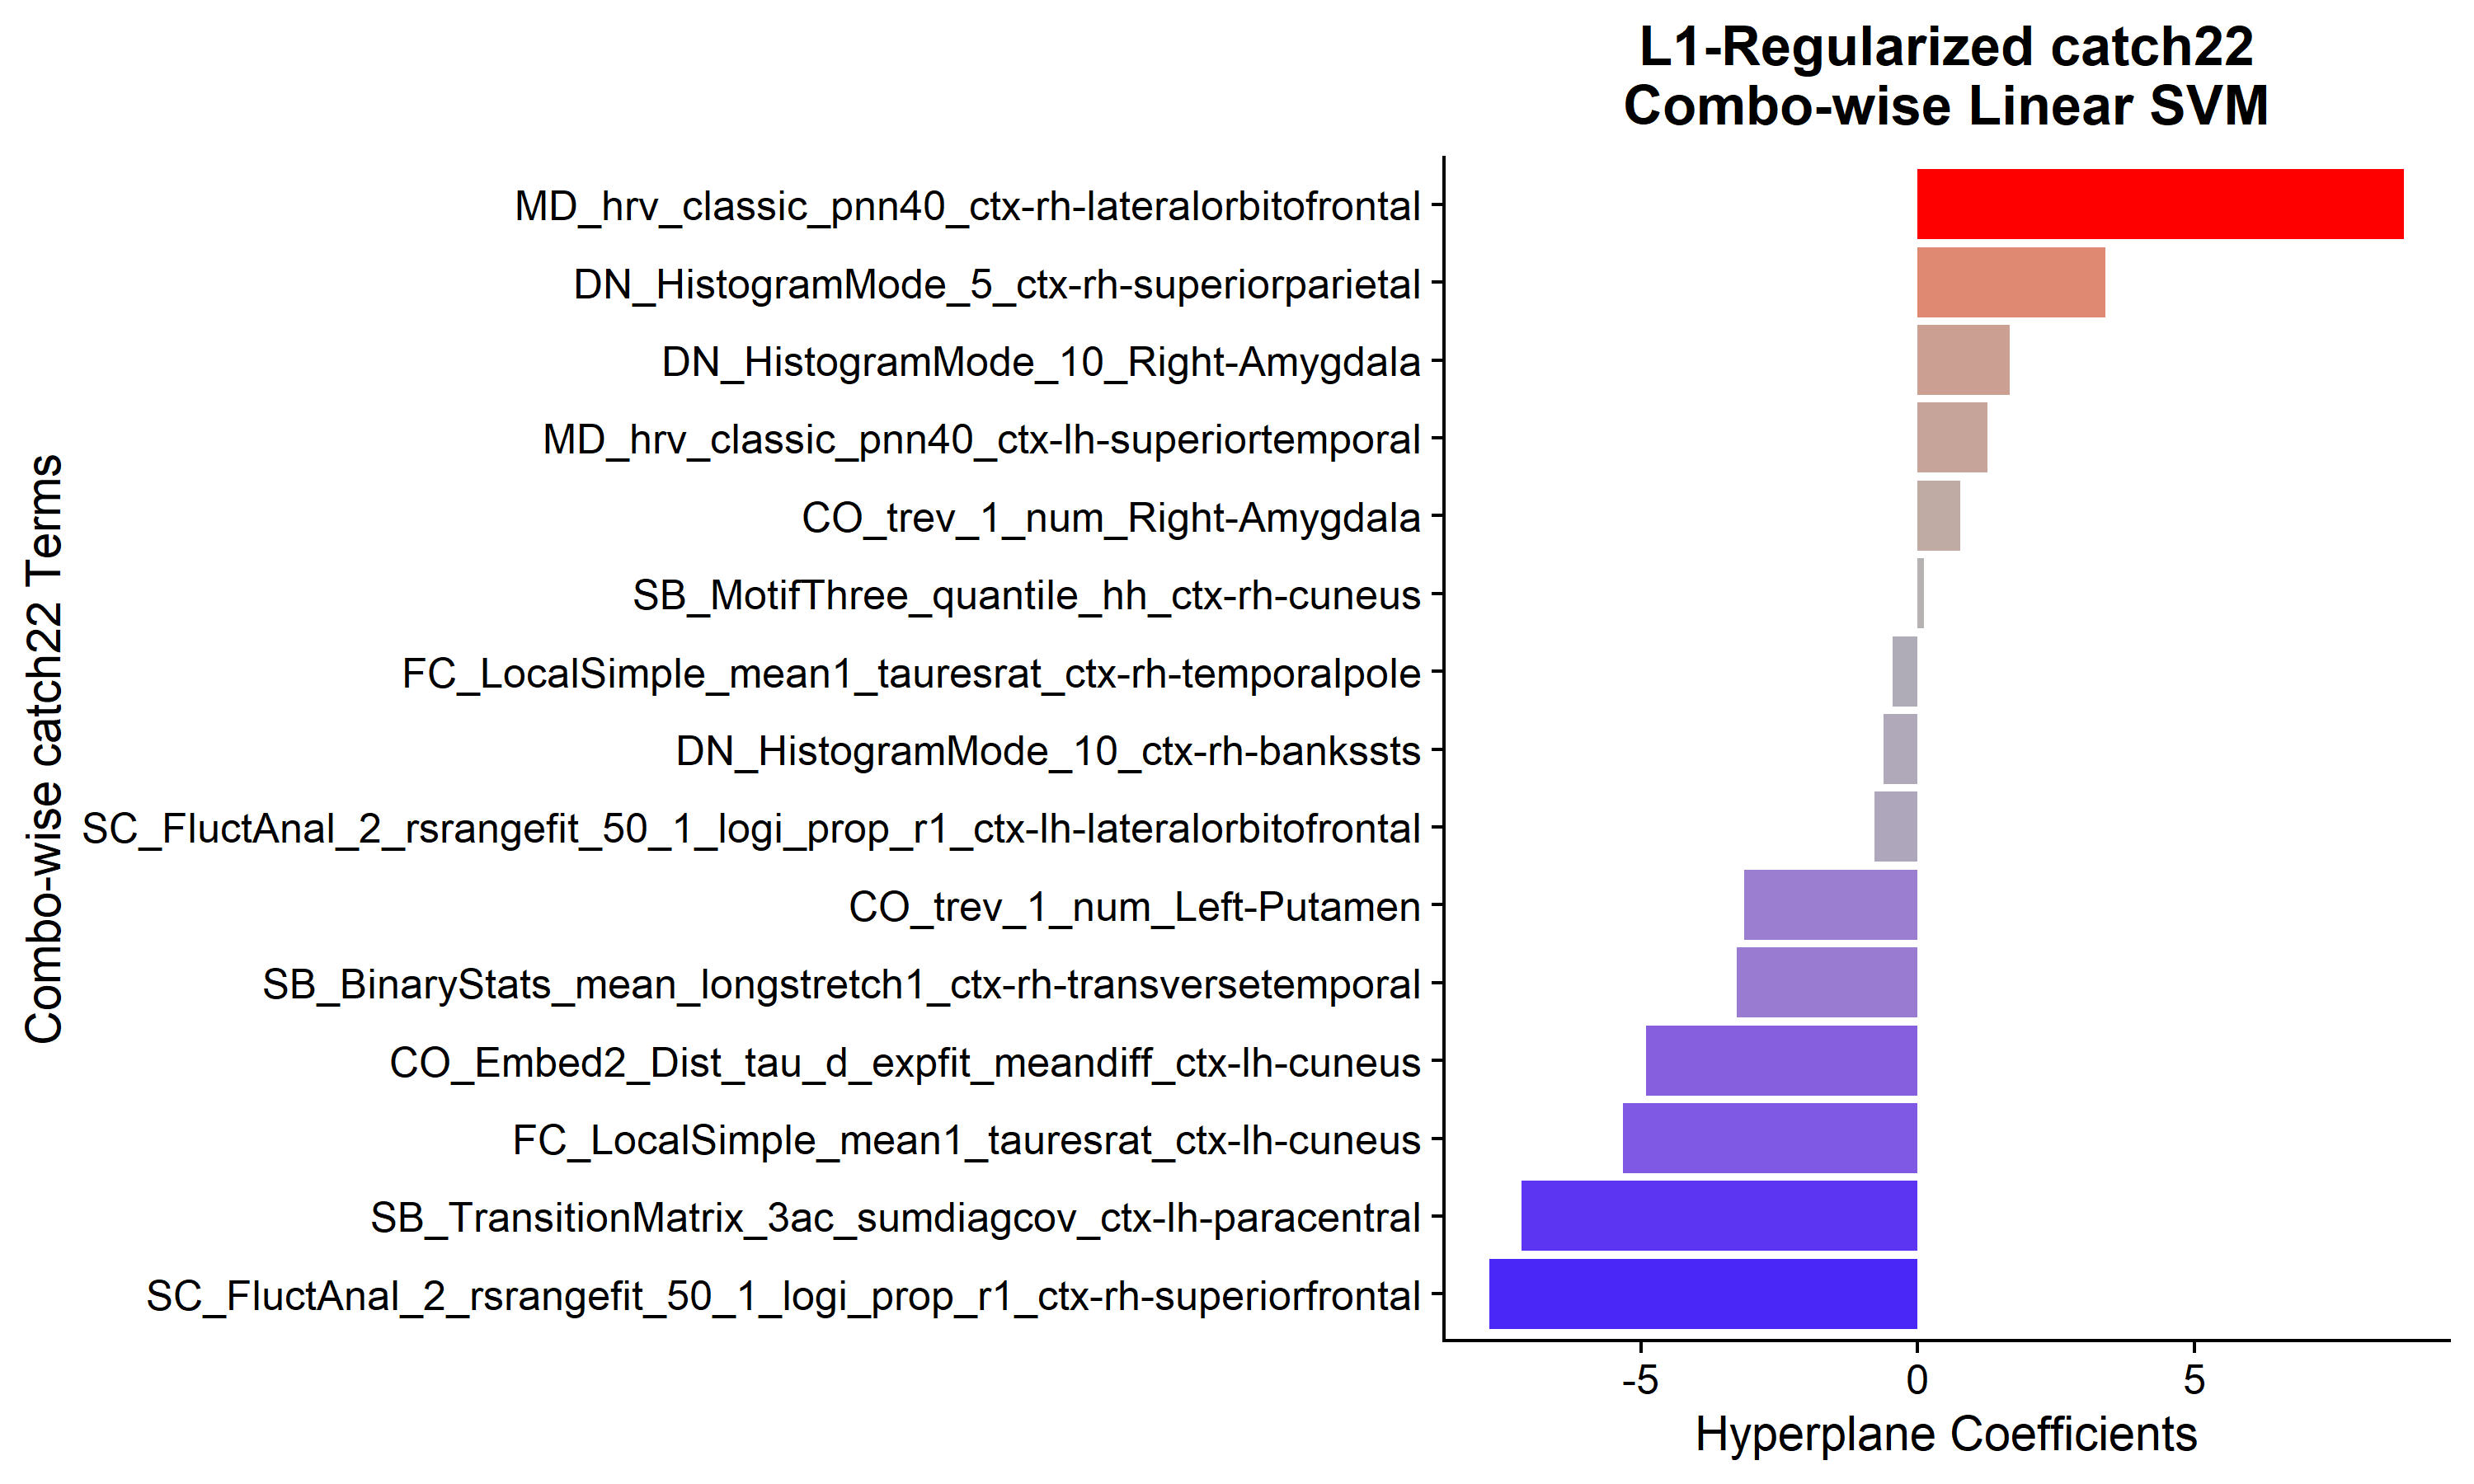 L1-Regularized catch22
Combo-wise Linear SVM
Combo-wise catch22 Terms
MD_hrv_classic_pnn40_ctx-rh-lateralorbitofrontal
DN_HistogramMode_5_ctx-rh-superiorparietal
DN_HistogramMode_10_Right-Amygdala
MD_hrv_classic_pnn40_ctx-lh-superiortemporal
CO_trev_1_num_Right-Amygdala
SB_MotifThree_quantile_hh_ctx-rh-cuneus
FC_LocalSimple_mean1_tauresrat_ctx-rh-temporalpole
DN_HistogramMode_10_ctx-rh-bankssts
SC_FluctAnal_2_rsrangefit_50_1_logi_prop_r1_ctx-lh-lateralorbitofrontal
CO_trev_1_num_Left-Putamen
SB_BinaryStats_mean_longstretch1_ctx-rh-transversetemporal
CO_Embed2_Dist_tau_d_expfit_meandiff_ctx-lh-cuneus
FC_LocalSimple_mean1_tauresrat_ctx-lh-cuneus
SB_TransitionMatrix_3ac_sumdiagcov_ctx-lh-paracentral
SC_FluctAnal_2_rsrangefit_50_1_logi_prop_r1_ctx-rh-superiorfrontal
-5 0 5
Hyperplane Coefficients